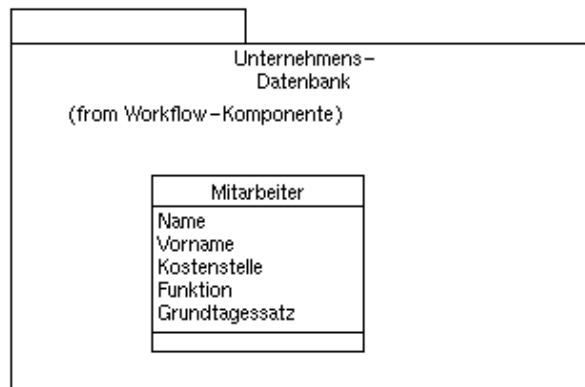 Unternehmens-
Datenbank
(from Workflow-Komponente)
Mitarbeiter
Name
Vorname
Kostenstelle
Funktion
Grundtagessatz